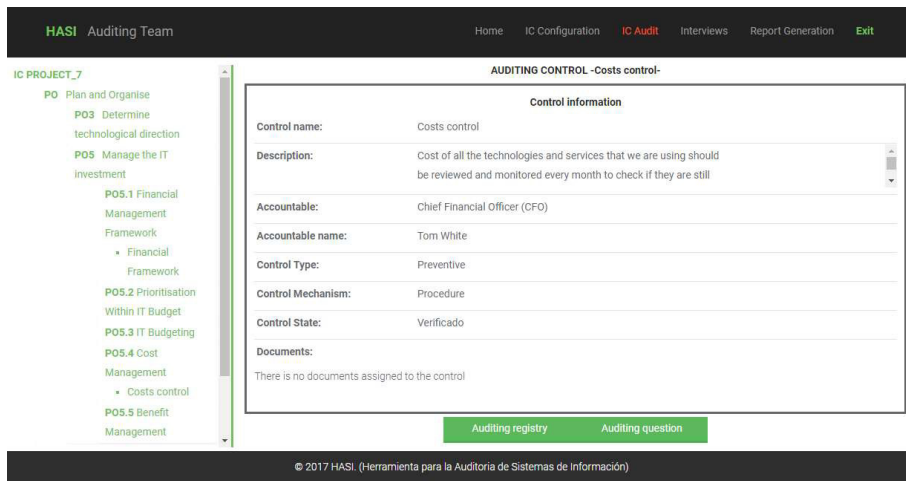 HASI Auditing Team
Home IC Configuration IC Audit Interviews Report Generation Exit
IC PROJECT_7
PO Plan and Organise
PO3 Determine
technological direction
PO5 Manage the IT
investment
PO5.1 Financial
Management
Framework
Financial
Framework
PO5.2 Prioritisation
Within IT Budget
PO5.3 IT Budgeting
PO5.4 Cost
Management
Costs control
PO5.5 Benefit
Management
AUDITING CONTROL -Costs control-
Control information
Control name: Costs control
Description: Cost of all the technologies and services that we are using should
be reviewed and monitored every month to check if they are still
Accountable: Chief Financial Officer (CFO)
Accountable name: Tom White
Control Type: Preventive
Control Mechanism: Procedure
Control State: Verificado
Documents:
There is no documents assigned to the control
Auditing registry Auditing question
© 2017 HASI. (Herramienta para la Auditoria de Sistemas de Información)